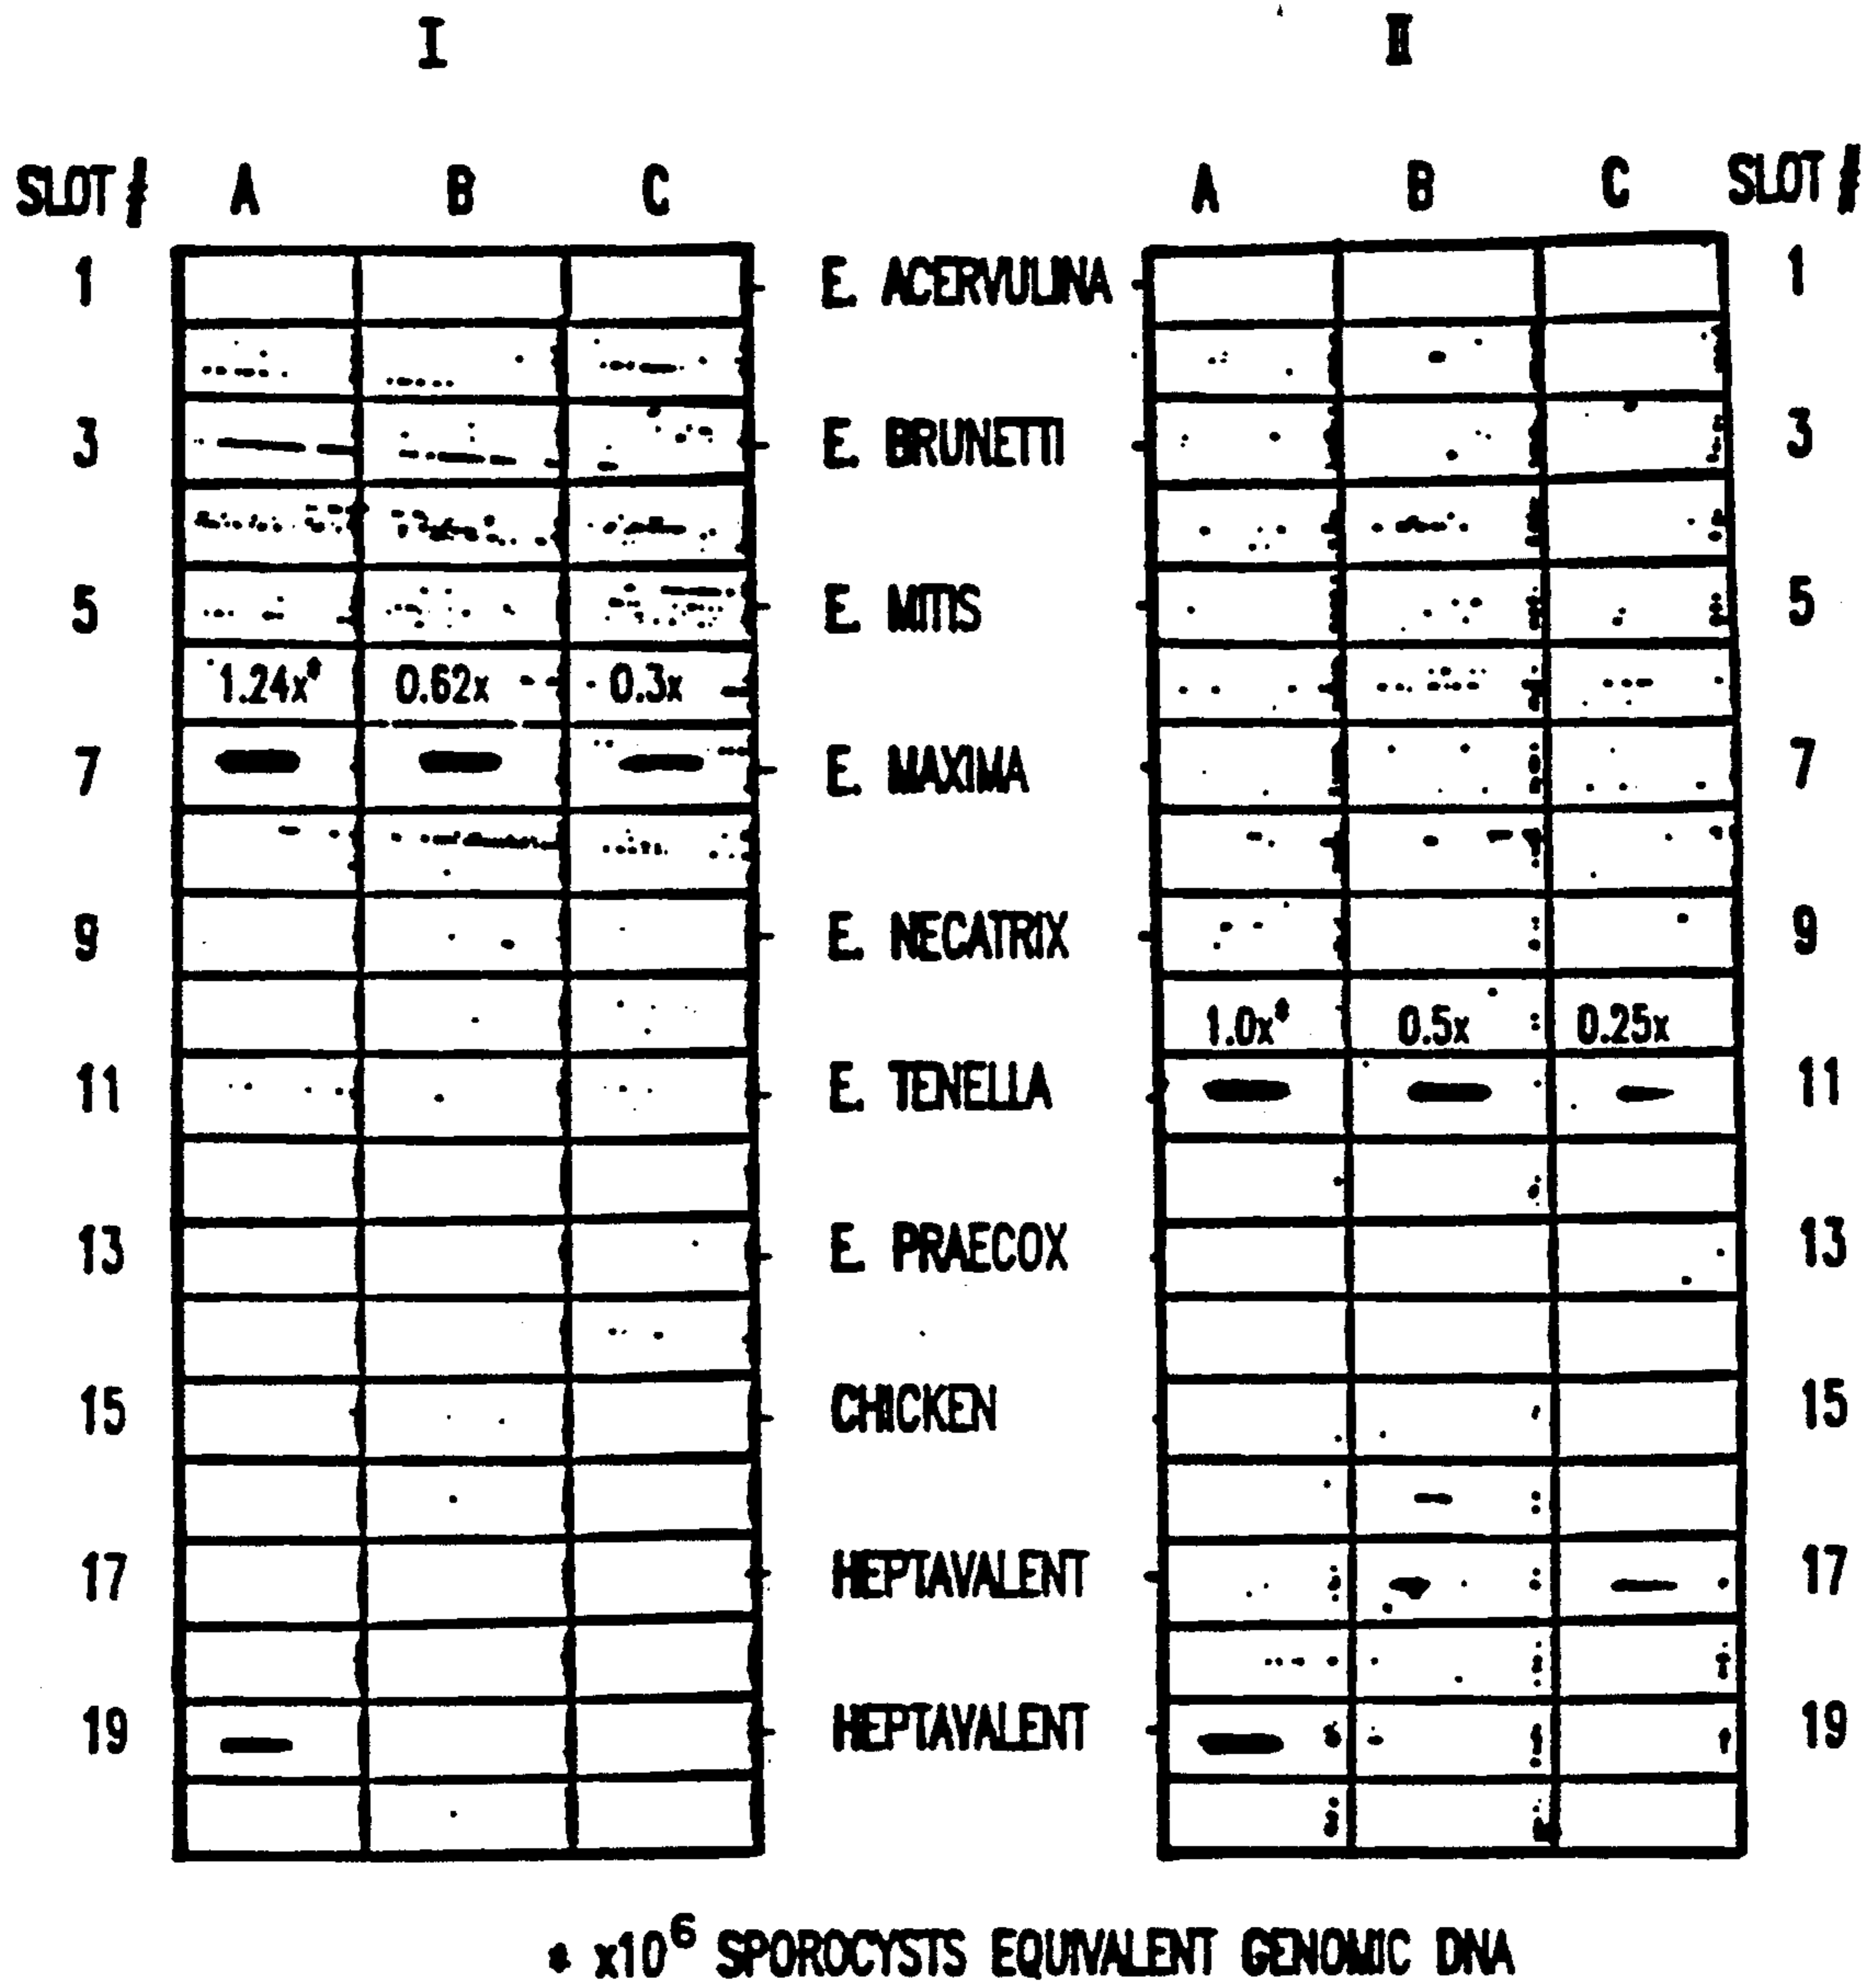 I II
SLOT # A B C A B C SLOT #
1 E. ACERVULINA 1
3 E. BRUNETTI 3
5 E. MITIS 5
1.24x* 0.62x 0.3x
7 E. MAXIMA 7
9 E. NECATRIX 9
1.0x* 0.5x 0.25x
11 E. TENELLA 11
13 E. PRAECOX 13
15 CHICKEN 15
17 HEPTAVALENT 17
19 HEPTAVALENT 19
* x10⁶ SPOROCYSTS EQUIVALENT GENOMIC DNA